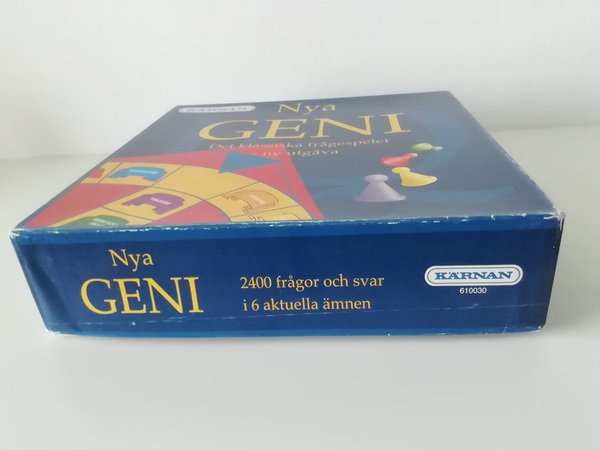 KÄRNAN
Nya
GENI
Det klassiska frågespelet
- ny utgåva
Nya
GENI
2400 frågor och svar
i 6 aktuella ämnen
KÄRNAN
610030